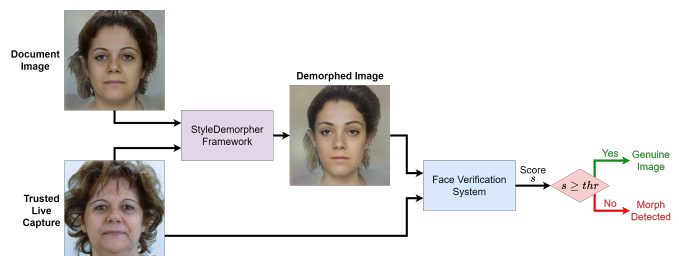 Document
Image
StyleDemorpher
Framework
Demorphed Image
Trusted
Live
Capture
Face Verification
System
Score
s
s ≥ thr
Yes
Genuine
Image
No
Morph
Detected